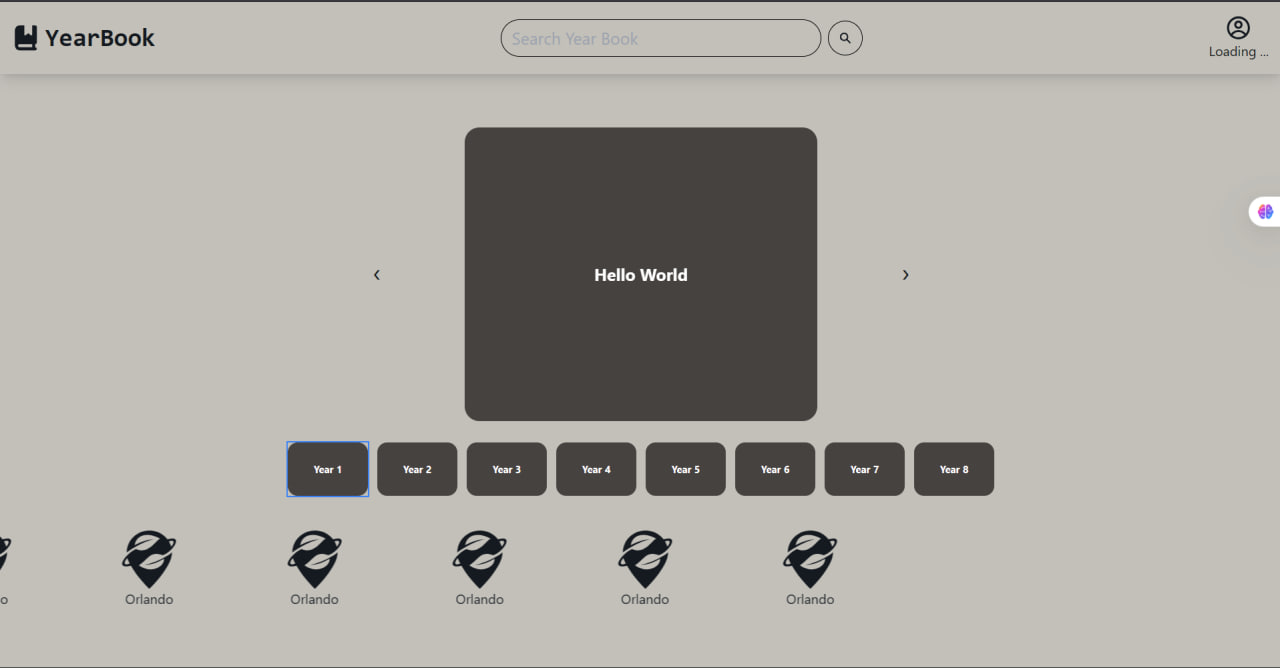 YearBook
Search Year Book
Loading ...
‹
Hello World
›
Year 1 Year 2 Year 3 Year 4 Year 5 Year 6 Year 7 Year 8
o Orlando Orlando Orlando Orlando Orlando